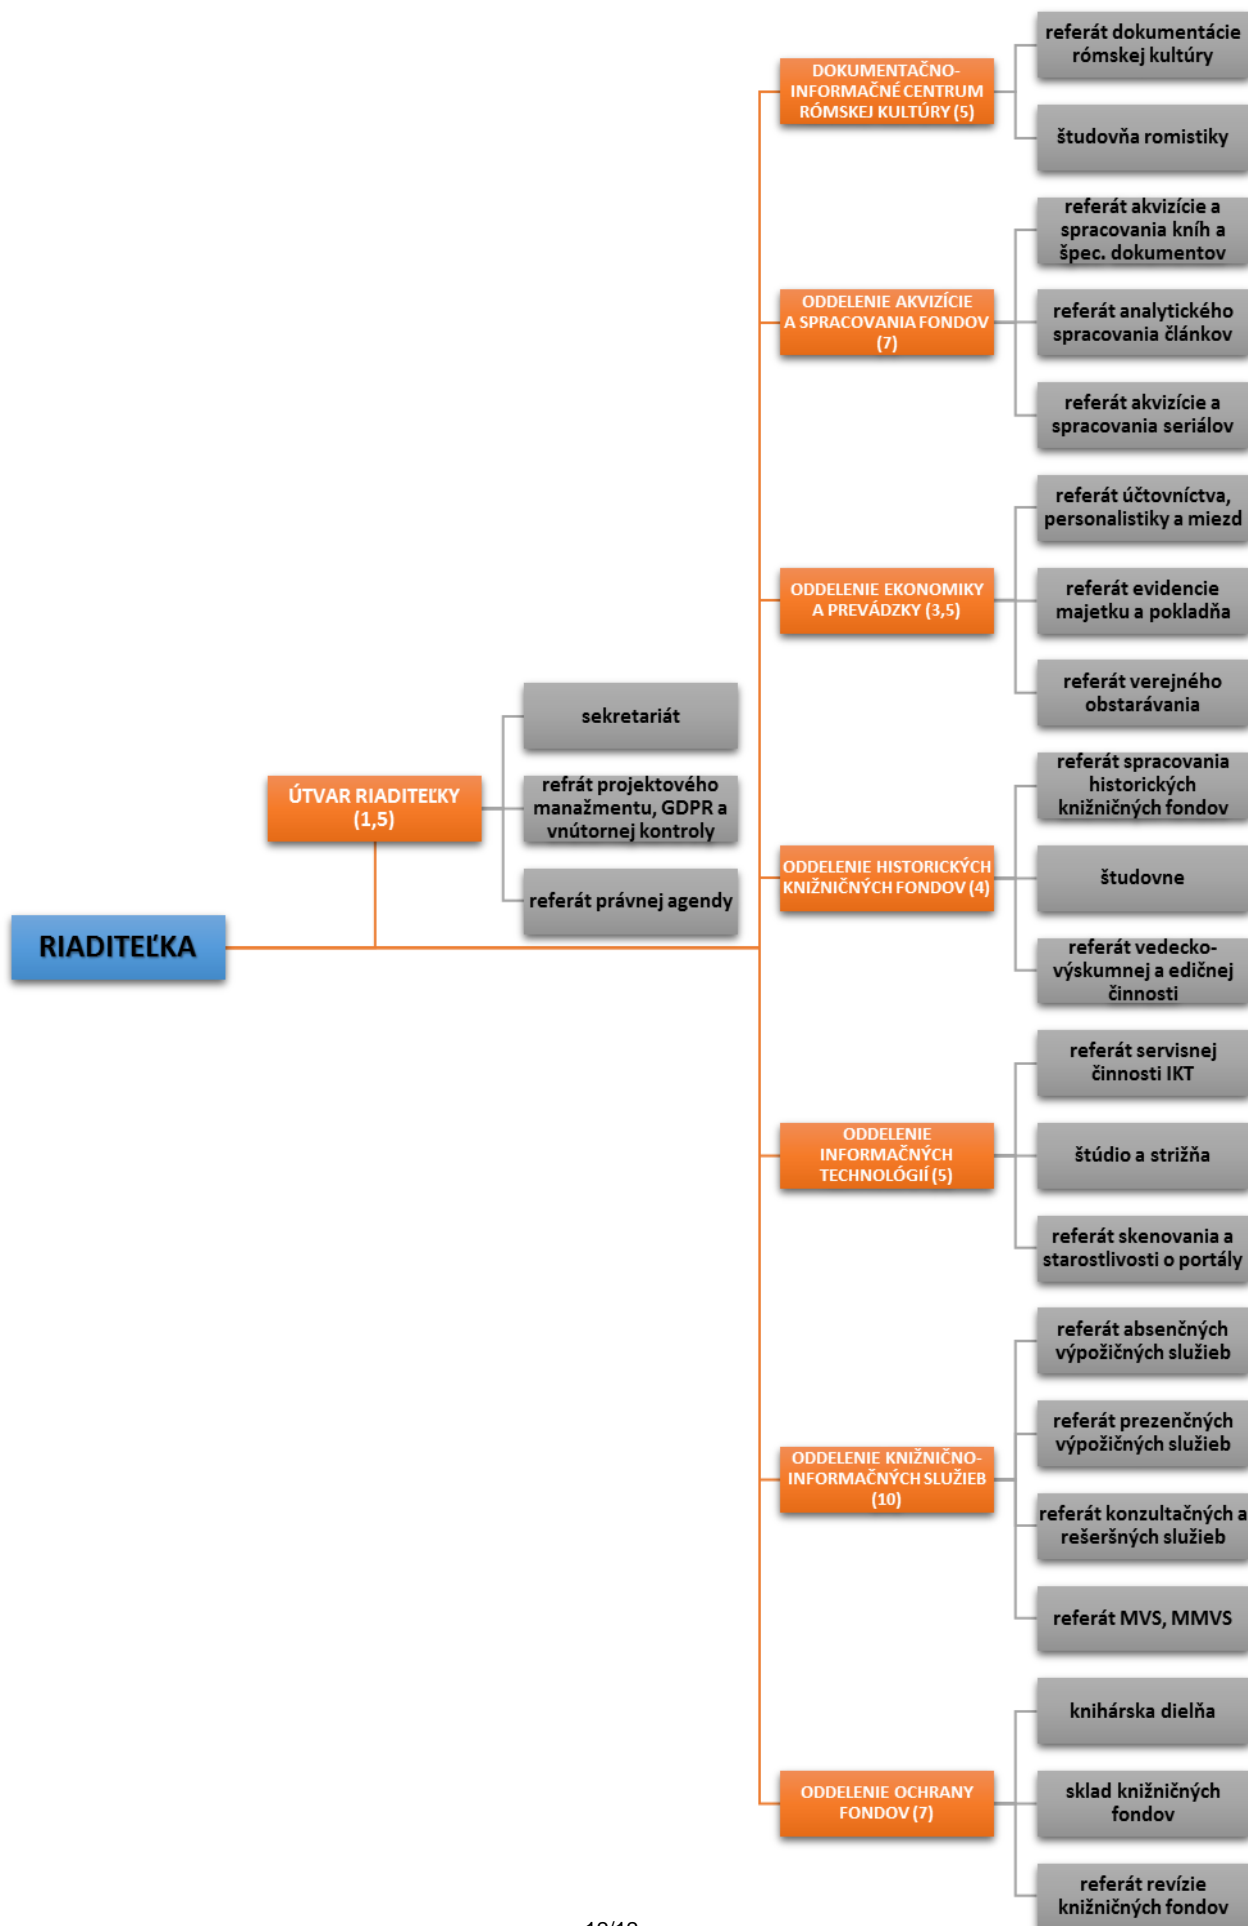 RIADITEĽKA
ÚTVAR RIADITEĽKY
(1,5)
sekretariát
refrát projektového
manažmentu, GDPR a
vnútornej kontroly
referát právnej agendy
DOKUMENTAČNO-
INFORMAČNÉ CENTRUM
RÓMSKEJ KULTÚRY (5)
referát dokumentácie
rómskej kultúry
študovňa romistiky
ODDELENIE AKVIZÍCIE
A SPRACOVANIA FONDOV
(7)
referát akvizície a
spracovania kníh a
špec. dokumentov
referát analytického
spracovania článkov
referát akvizície a
spracovania seriálov
ODDELENIE EKONOMIKY
A PREVÁDZKY (3,5)
referát účtovníctva,
personalistiky a miezd
referát evidencie
majetku a pokladňa
referát verejného
obstarávania
ODDELENIE HISTORICKÝCH
KNIŽNIČNÝCH FONDOV (4)
referát spracovania
historických
knižničných fondov
študovne
referát vedecko-
výskumnej a edičnej
činnosti
ODDELENIE
INFORMAČNÝCH
TECHNOLÓGIÍ (5)
referát servisnej
činnosti IKT
štúdio a strižňa
referát skenovania a
starostlivosti o portály
ODDELENIE KNIŽNIČNO-
INFORMAČNÝCH SLUŽIEB
(10)
referát absenčných
výpožičných služieb
referát prezenčných
výpožičných služieb
referát konzultačných a
rešeršných služieb
referát MVS, MMVS
ODDELENIE OCHRANY
FONDOV (7)
knihárska dielňa
sklad knižničných
fondov
referát revízie
knižničných fondov